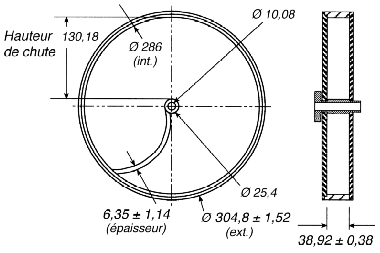 Hauteur
de chute
130,18
Ø 286
(int.)
Ø 10,08
Ø 25,4
6,35 ± 1,14
(épaisseur)
Ø 304,8 ± 1,52
(ext.)
38,92 ± 0,38